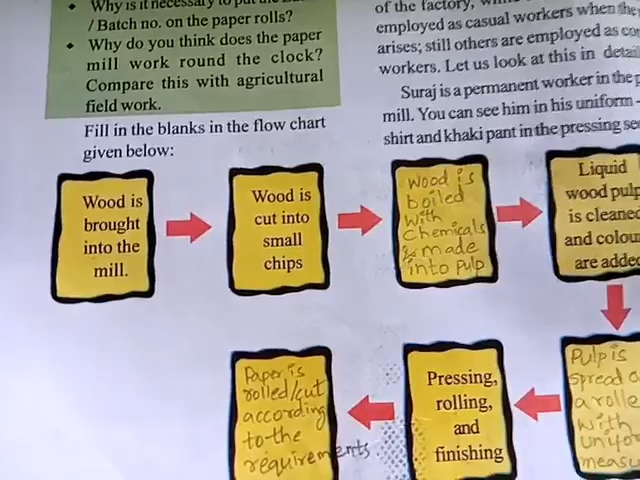 Why is it necessary to put the
/ Batch no. on the paper rolls?
Why do you think does the paper
mill work round the clock?
Compare this with agricultural
field work.
Fill in the blanks in the flow chart
given below:
of the factory,
employed as casual workers when the
arises; still others are employed as
workers. Let us look at this in detail
Suraj is a permanent worker in the
mill. You can see him in his uniform -
shirt and khaki pant in the pressing
Wood is
brought
into the
mill.
Wood is
cut into
small
chips
Wood is
boiled
with
chemicals
& made
into pulp
Liquid
wood pulp
is cleaned
and colour
are added
Pulp is
spread
a rolle
with
measu
Pressing,
rolling,
and
finishing
Paper is
rolled/cut
according
to-the
requirements